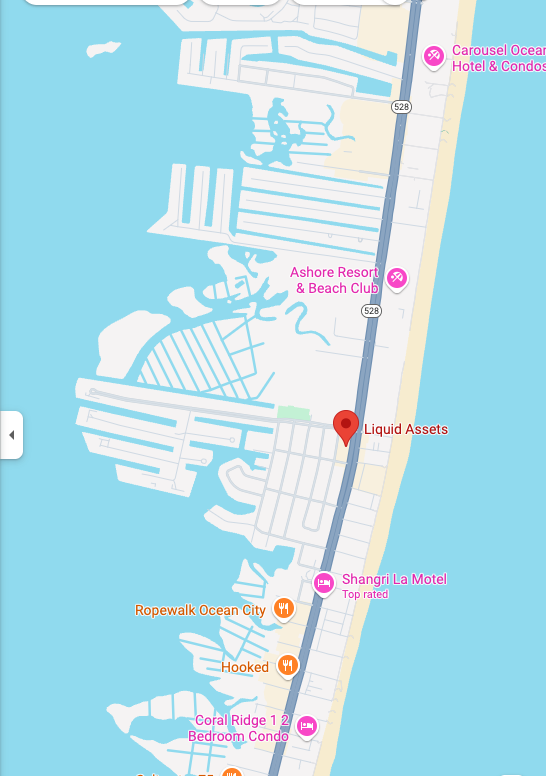 Carousel Ocean
Hotel & Condos
528
Ashore Resort
& Beach Club
528
Liquid Assets
Shangri La Motel
Top rated
Ropewalk Ocean City
Hooked
Coral Ridge 1 2
Bedroom Condo